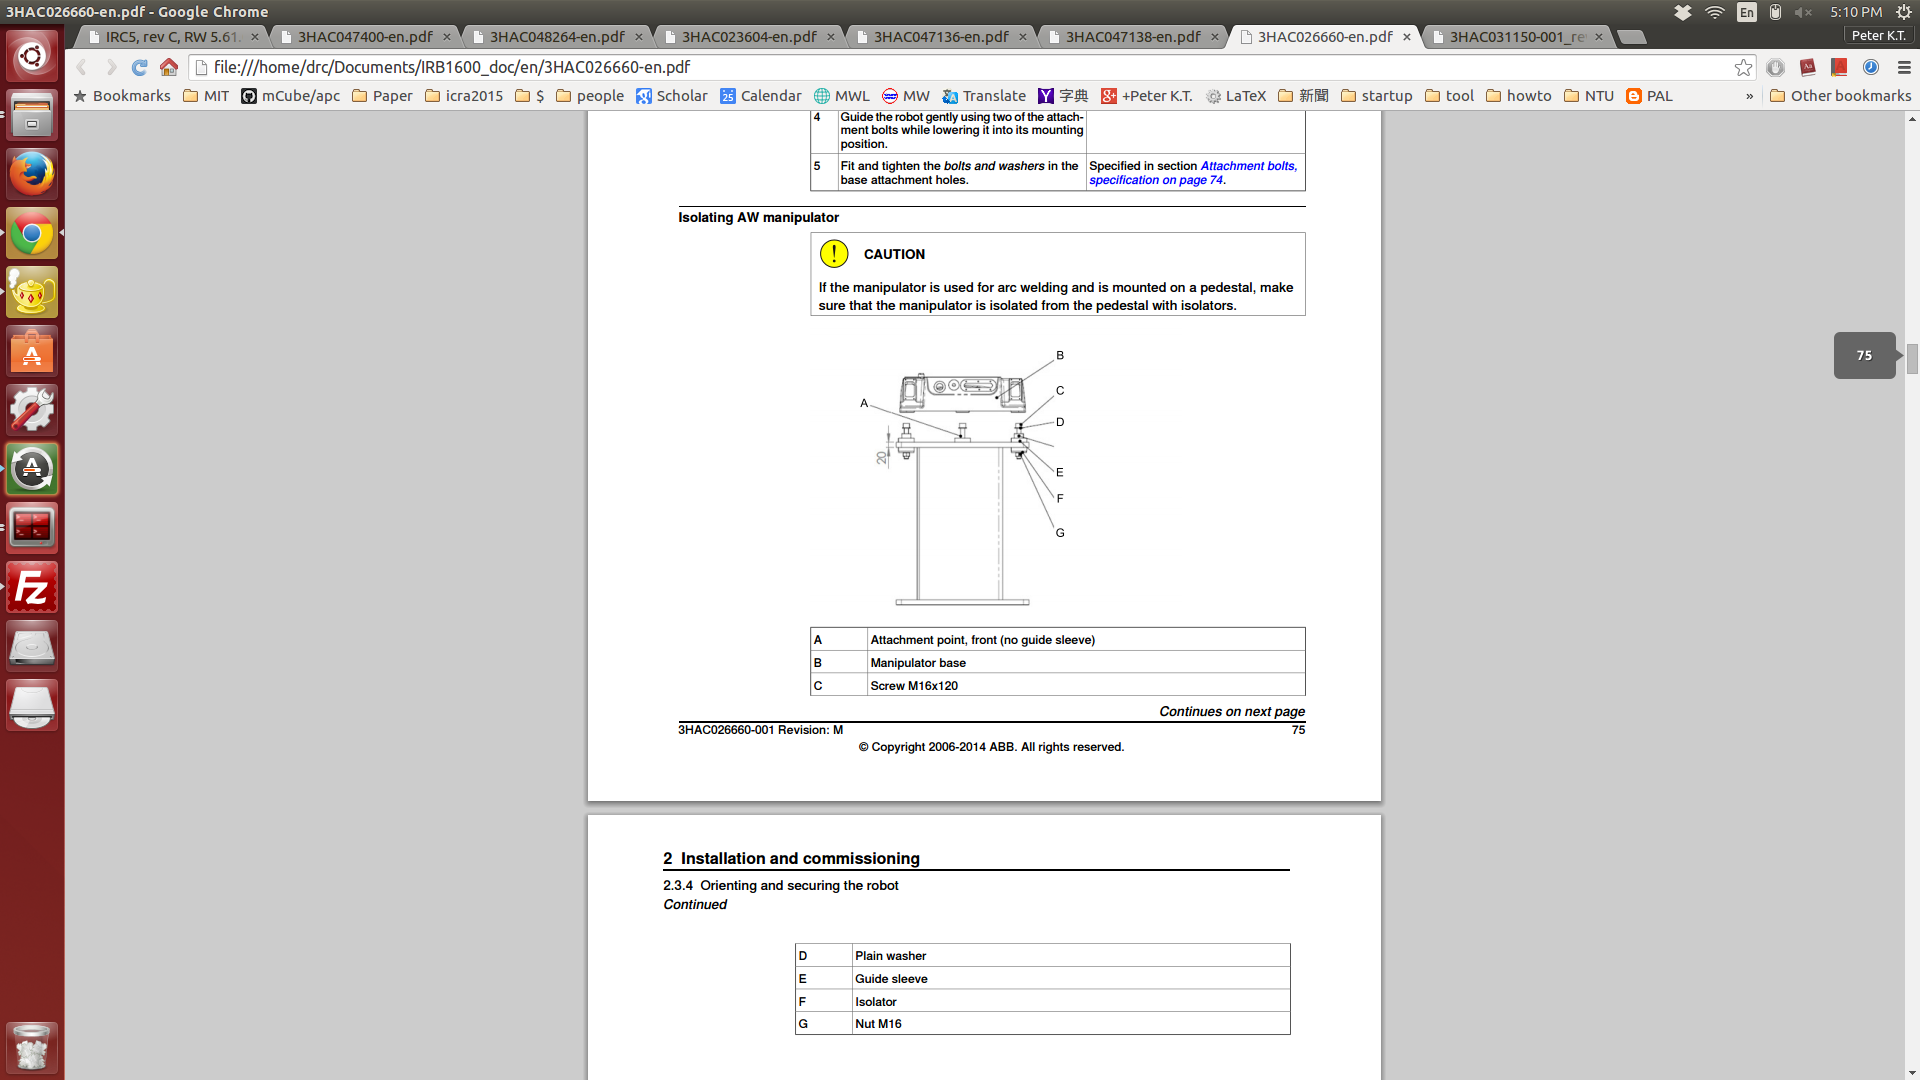 3HAC026660-en.pdf - Google Chrome
En
5:10 PM
IRC5, rev C, RW 5.61.
3HAC047400-en.pdf
3HAC048264-en.pdf
3HAC023604-en.pdf
3HAC047136-en.pdf
3HAC047138-en.pdf
3HAC026660-en.pdf
3HAC031150-001_re
Peter K.T.
file:///home/drc/Documents/IRB1600_doc/en/3HAC026660-en.pdf
Bookmarks
MIT
mCube/apc
Paper
icra2015
$
people
Scholar
25 Calendar
MWL
MW
Translate
Y 字典
+Peter K.T.
LaTeX
新聞
startup
tool
howto
NTU
PAL
»
Other bookmarks
4 Guide the robot gently using two of the attach-
ment bolts while lowering it into its mounting
position.
5 Fit and tighten the bolts and washers in the Specified in section Attachment bolts,
base attachment holes. specification on page 74.
Isolating AW manipulator
! CAUTION
If the manipulator is used for arc welding and is mounted on a pedestal, make
sure that the manipulator is isolated from the pedestal with isolators.
75
B
C
A
D
20
E
F
G
A Attachment point, front (no guide sleeve)
B Manipulator base
C Screw M16x120
Continues on next page
3HAC026660-001 Revision: M 75
© Copyright 2006-2014 ABB. All rights reserved.
2 Installation and commissioning
2.3.4 Orienting and securing the robot
Continued
D Plain washer
E Guide sleeve
F Isolator
G Nut M16